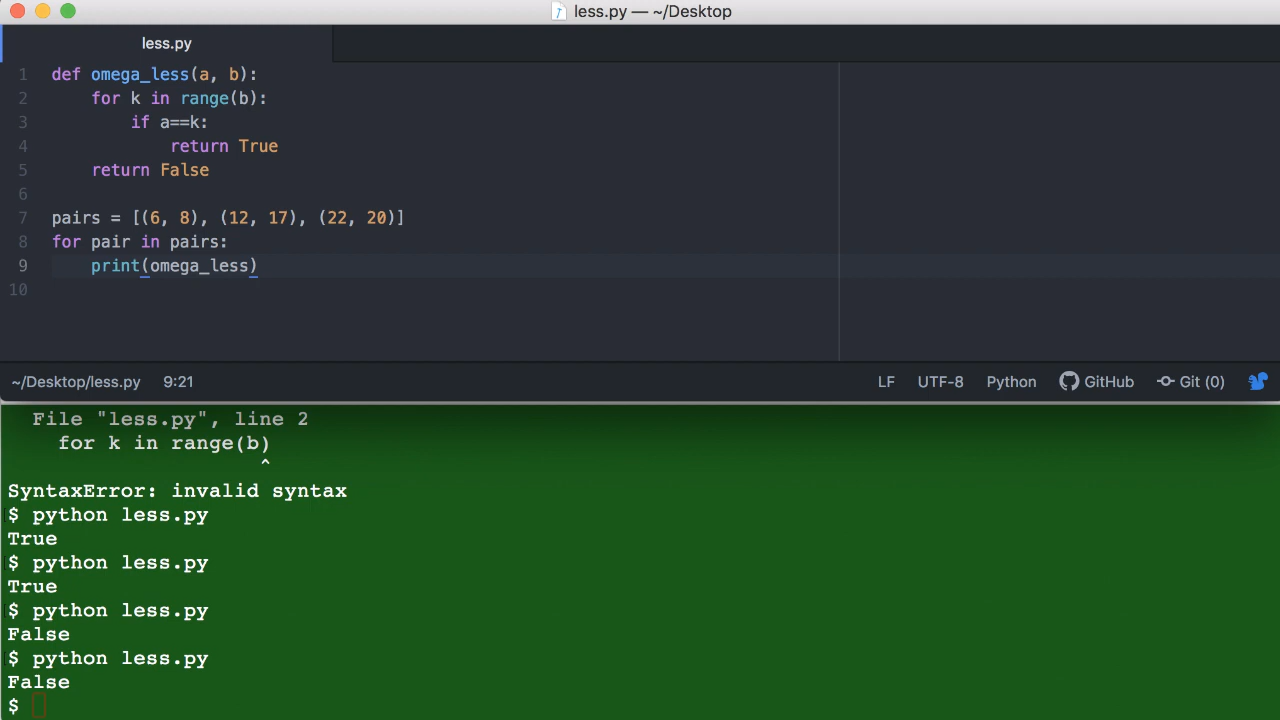 less.py — ~/Desktop
less.py
1 def omega_less(a, b):
2     for k in range(b):
3         if a==k:
4             return True
5     return False
6
7 pairs = [(6, 8), (12, 17), (22, 20)]
8 for pair in pairs:
9     print(omega_less)
10
~/Desktop/less.py 9:21 LF UTF-8 Python GitHub Git (0)
  File "less.py", line 2
    for k in range(b)
                    ^
SyntaxError: invalid syntax
$ python less.py
True
$ python less.py
True
$ python less.py
False
$ python less.py
False
$